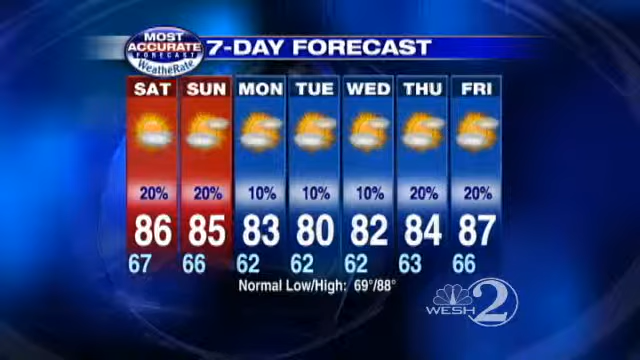 MOST
ACCURATE
FORECAST
WeatheRate
7-DAY FORECAST
SAT SUN MON TUE WED THU FRI
20% 20% 10% 10% 10% 20% 20%
86 85 83 80 82 84 87
67 66 62 62 62 63 66
Normal Low/High: 69°/88°
WESH 2